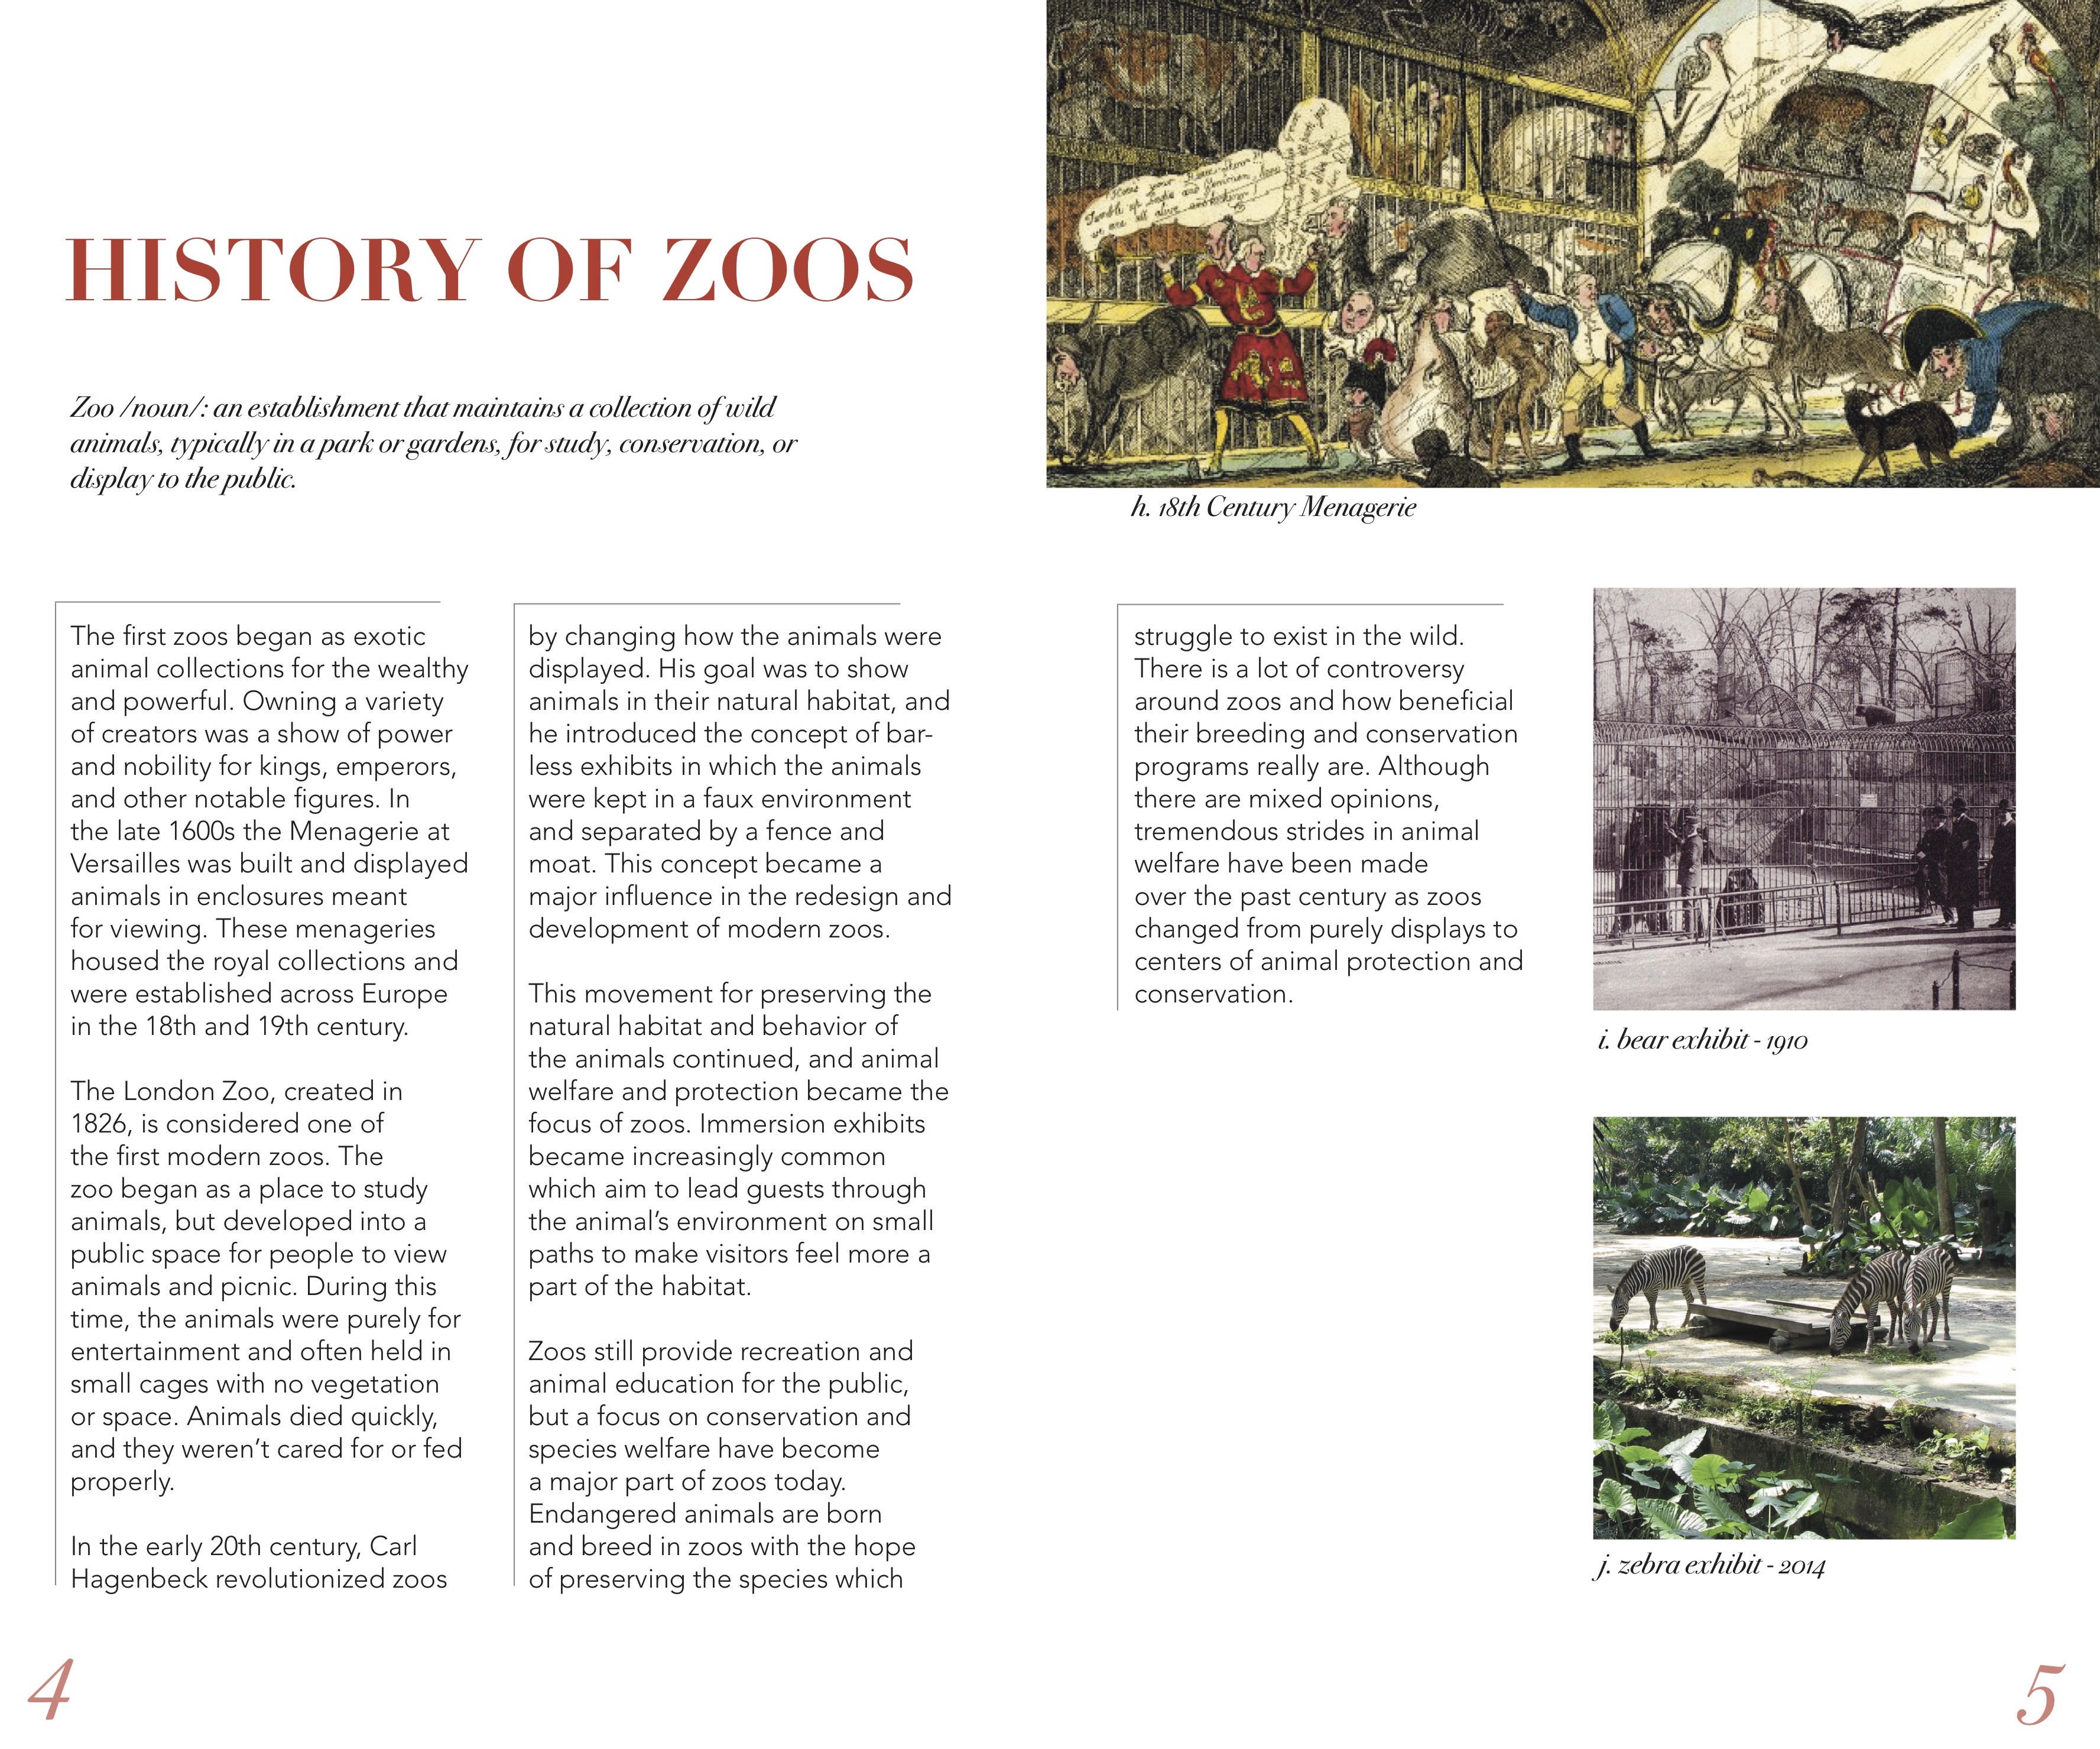 HISTORY OF ZOOS
Zoo /noun/: an establishment that maintains a collection of wild
animals, typically in a park or gardens, for study, conservation, or
display to the public.
The first zoos began as exotic
animal collections for the wealthy
and powerful. Owning a variety
of creators was a show of power
and nobility for kings, emperors,
and other notable figures. In
the late 1600s the Menagerie at
Versailles was built and displayed
animals in enclosures meant
for viewing. These menageries
housed the royal collections and
were established across Europe
in the 18th and 19th century.
The London Zoo, created in
1826, is considered one of
the first modern zoos. The
zoo began as a place to study
animals, but developed into a
public space for people to view
animals and picnic. During this
time, the animals were purely for
entertainment and often held in
small cages with no vegetation
or space. Animals died quickly,
and they weren't cared for or fed
properly.
In the early 20th century, Carl
Hagenbeck revolutionized zoos
by changing how the animals were
displayed. His goal was to show
animals in their natural habitat, and
he introduced the concept of bar-
less exhibits in which the animals
were kept in a faux environment
and separated by a fence and
moat. This concept became a
major influence in the redesign and
development of modern zoos.
This movement for preserving the
natural habitat and behavior of
the animals continued, and animal
welfare and protection became the
focus of zoos. Immersion exhibits
became increasingly common
which aim to lead guests through
the animal's environment on small
paths to make visitors feel more a
part of the habitat.
Zoos still provide recreation and
animal education for the public,
but a focus on conservation and
species welfare have become
a major part of zoos today.
Endangered animals are born
and breed in zoos with the hope
of preserving the species which
4
h. 18th Century Menagerie
struggle to exist in the wild.
There is a lot of controversy
around zoos and how beneficial
their breeding and conservation
programs really are. Although
there are mixed opinions,
tremendous strides in animal
welfare have been made
over the past century as zoos
changed from purely displays to
centers of animal protection and
conservation.
i. bear exhibit - 1910
j. zebra exhibit - 2014
5